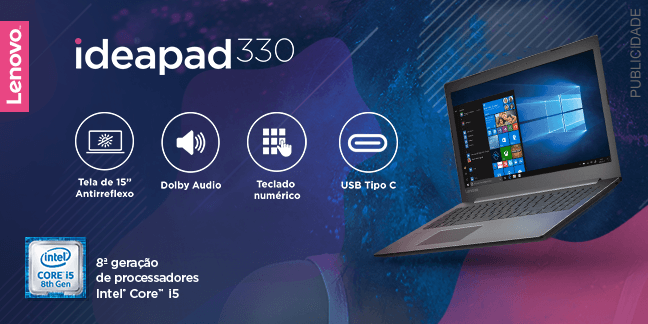 Lenovo
ideapad330
PUBLICIDADE
Tela de 15”
Antirreflexo
Dolby Audio
Teclado
numérico
USB Tipo C
intel
CORE i5
8th Gen
8ª geração
de processadores
Intel® Core™ i5